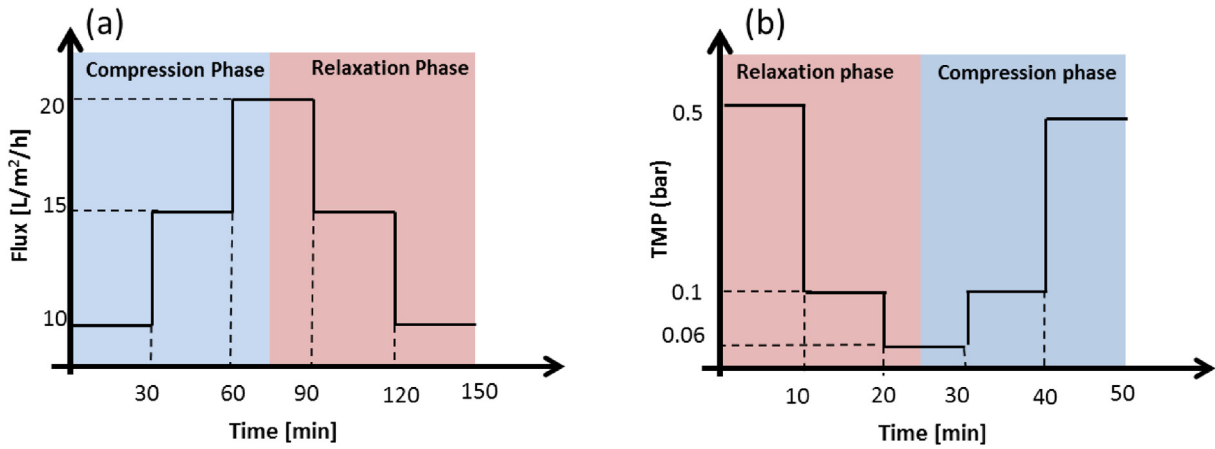 (a)
Compression Phase
Relaxation Phase
20
15
10
Flux [L/m²/h]
30
60
90
120
150
Time [min]
(b)
Relaxation phase
Compression phase
0.5
0.1
0.06
TMP (bar)
10
20
30
40
50
Time [min]